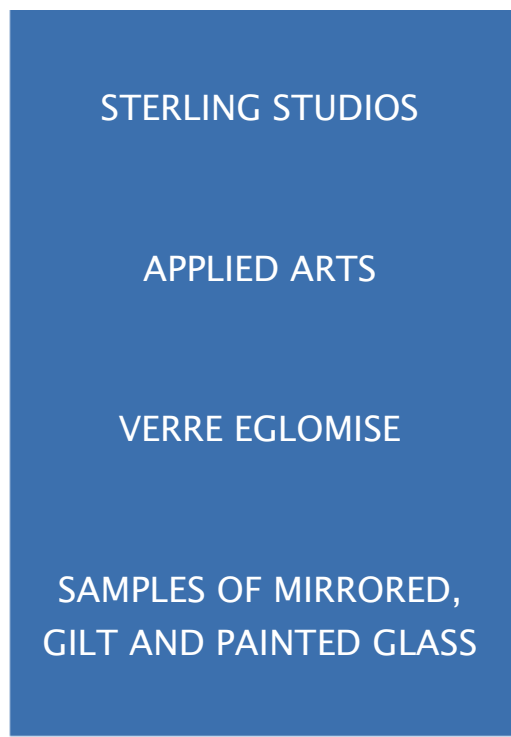 STERLING STUDIOS
APPLIED ARTS
VERRE EGLOMISE
SAMPLES OF MIRRORED,
GILT AND PAINTED GLASS